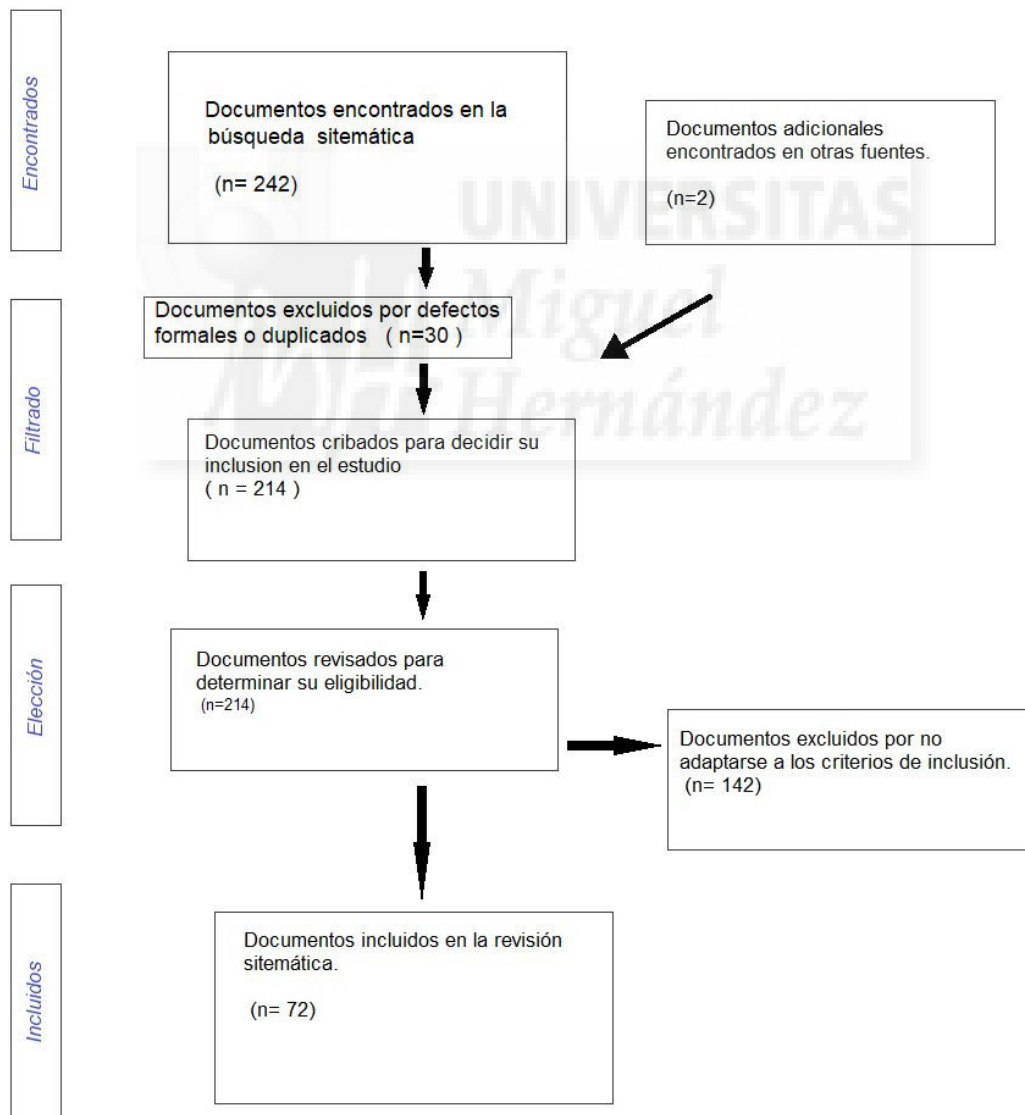 Encontrados
Documentos encontrados en la
búsqueda sitemática
(n= 242)
Documentos adicionales
encontrados en otras fuentes.
(n=2)
UNIVERSITAS
Miguel
Hernández
Filtrado
Documentos excluidos por defectos
formales o duplicados ( n=30 )
Documentos cribados para decidir su
inclusion en el estudio
( n = 214 )
Elección
Documentos revisados para
determinar su eligibilidad.
(n=214)
Documentos excluidos por no
adaptarse a los criterios de inclusión.
(n= 142)
Incluidos
Documentos incluidos en la revisión
sitemática.
(n= 72)